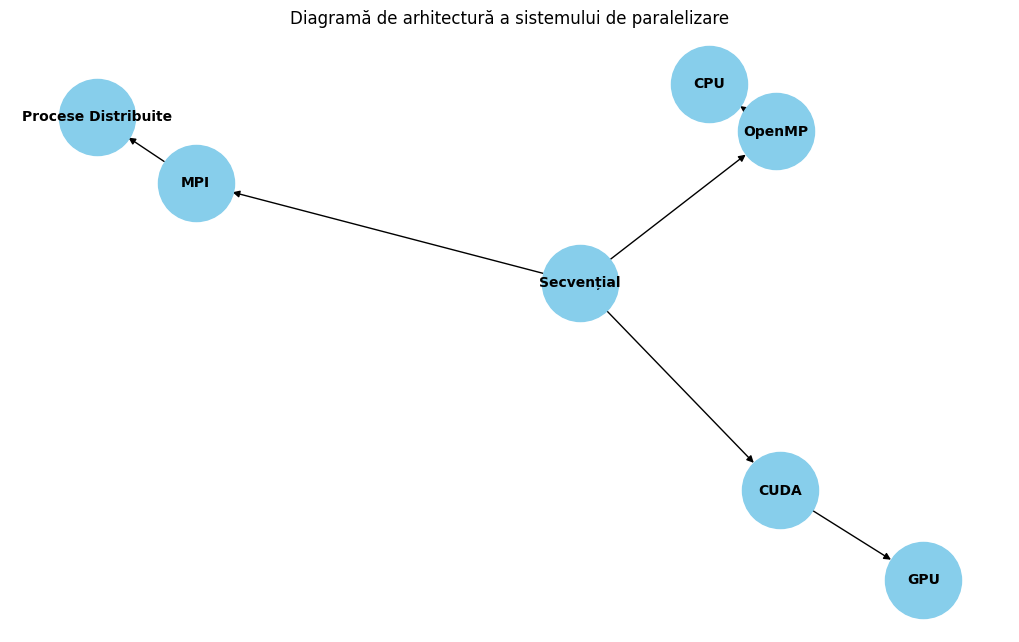 Diagramă de arhitectură a sistemului de paralelizare
CPU
Procese Distribuite
OpenMP
MPI
Secvențial
CUDA
GPU